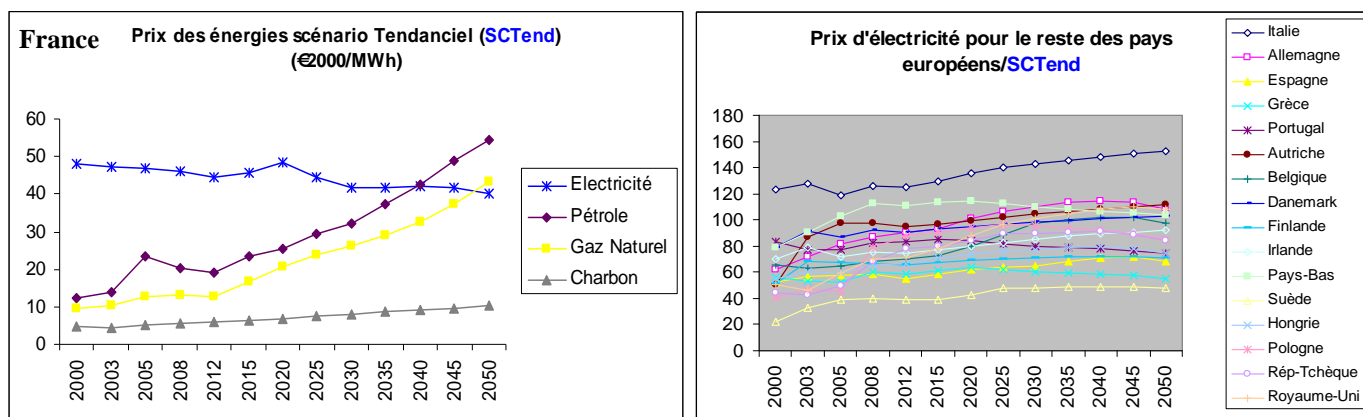 France
Prix des énergies scénario Tendanciel (SCTend)
(€2000/MWh)
60
50
40
30
20
10
0
2000 2003 2005 2008 2012 2015 2020 2025 2030 2035 2040 2045 2050
Electricité
Pétrole
Gaz Naturel
Charbon
Prix d'électricité pour le reste des pays
européens/SCTend
180
160
140
120
100
80
60
40
20
0
2000 2003 2005 2008 2012 2015 2020 2025 2030 2035 2040 2045 2050
Italie
Allemagne
Espagne
Grèce
Portugal
Autriche
Belgique
Danemark
Finlande
Irlande
Pays-Bas
Suède
Hongrie
Pologne
Rép-Tchèque
Royaume-Uni